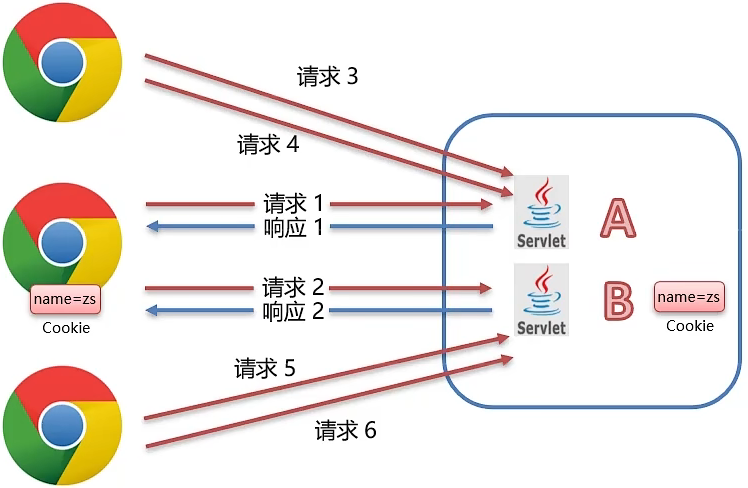 请求 3
请求 4
请求 1
响应 1
Servlet
A
请求 2
响应 2
Servlet
B
name=zs
Cookie
name=zs
Cookie
请求 5
请求 6